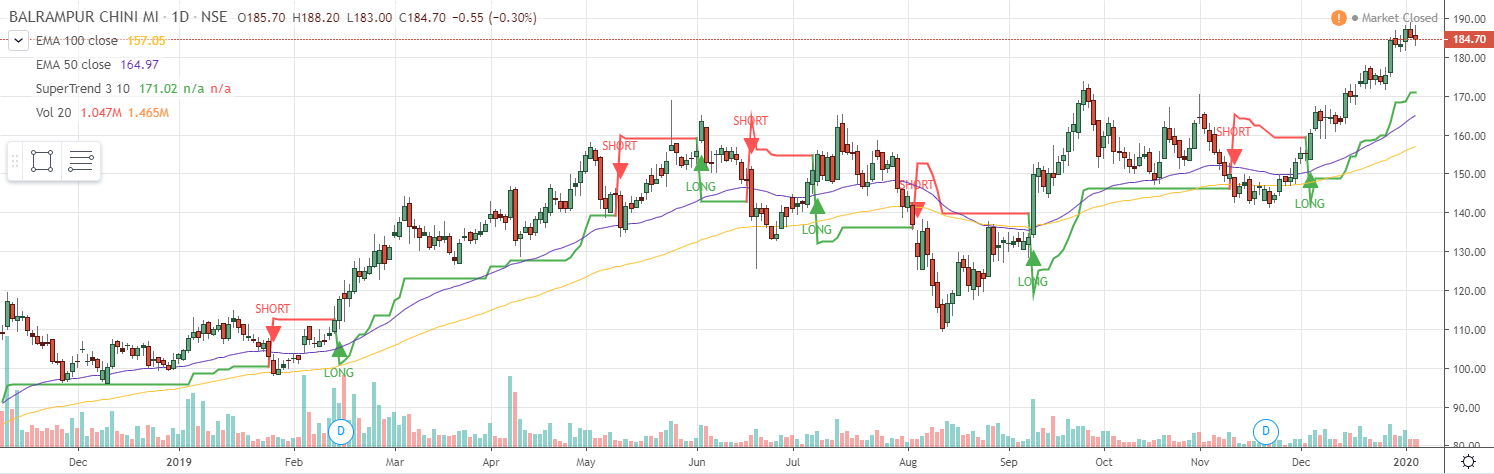 BALRAMPUR CHINI MI · 1D · NSE O185.70 H188.20 L183.00 C184.70 −0.55 (−0.30%)
! Market Closed
EMA 100 close 157.05
EMA 50 close 164.97
SuperTrend 3 10 171.02 n/a n/a
Vol 20 1.047M 1.465M
190.00
184.70
180.00
170.00
160.00
150.00
140.00
130.00
120.00
110.00
100.00
90.00
80.00
SHORT
LONG
SHORT
LONG
SHORT
LONG
SHORT
LONG
SHORT
LONG
D
D
Dec 2019 Feb Mar Apr May Jun Jul Aug Sep Oct Nov Dec 2020